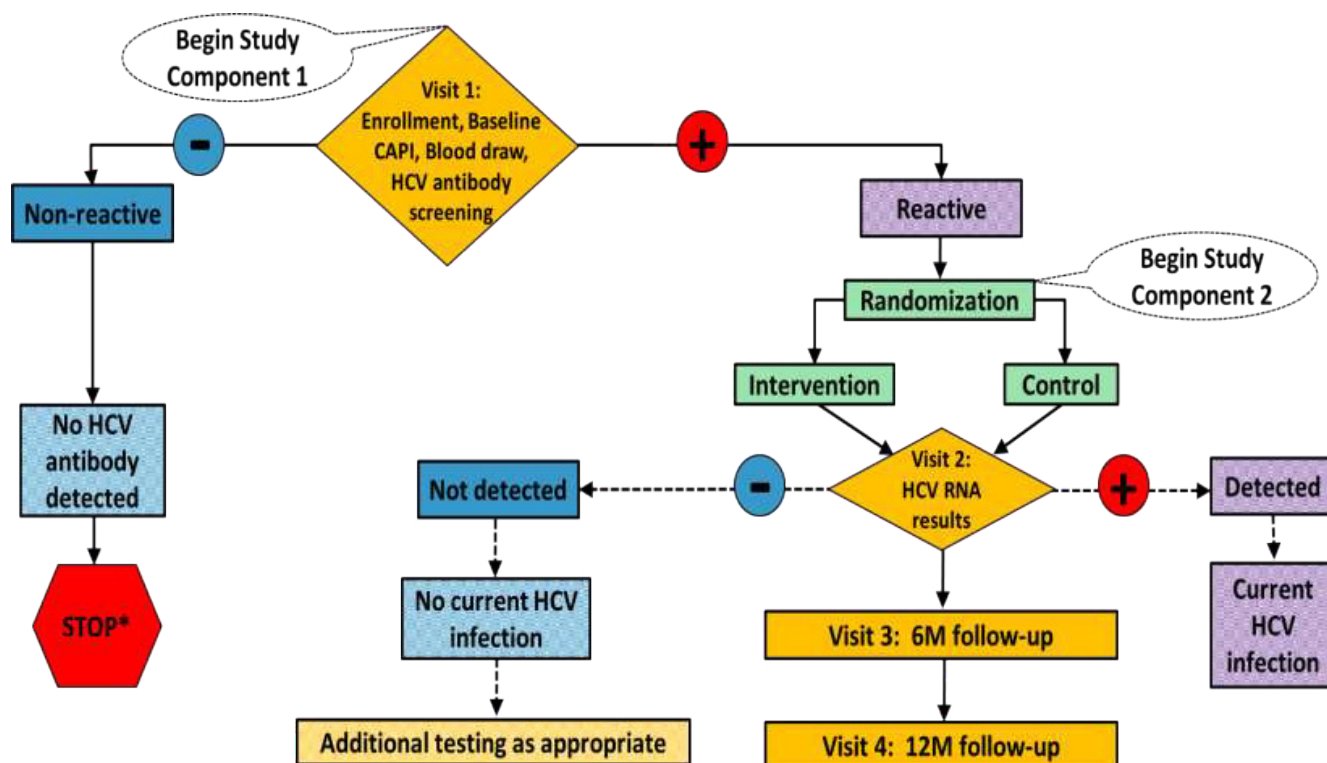 Begin Study
Component 1
Visit 1:
Enrollment, Baseline
CAPI, Blood draw,
HCV antibody
screening
-
+
Non-reactive
Reactive
Begin Study
Component 2
Randomization
Intervention
Control
No HCV
antibody
detected
Visit 2:
HCV RNA
results
Not detected
-
+
Detected
STOP*
No current HCV
infection
Current
HCV
infection
Visit 3: 6M follow-up
Additional testing as appropriate
Visit 4: 12M follow-up